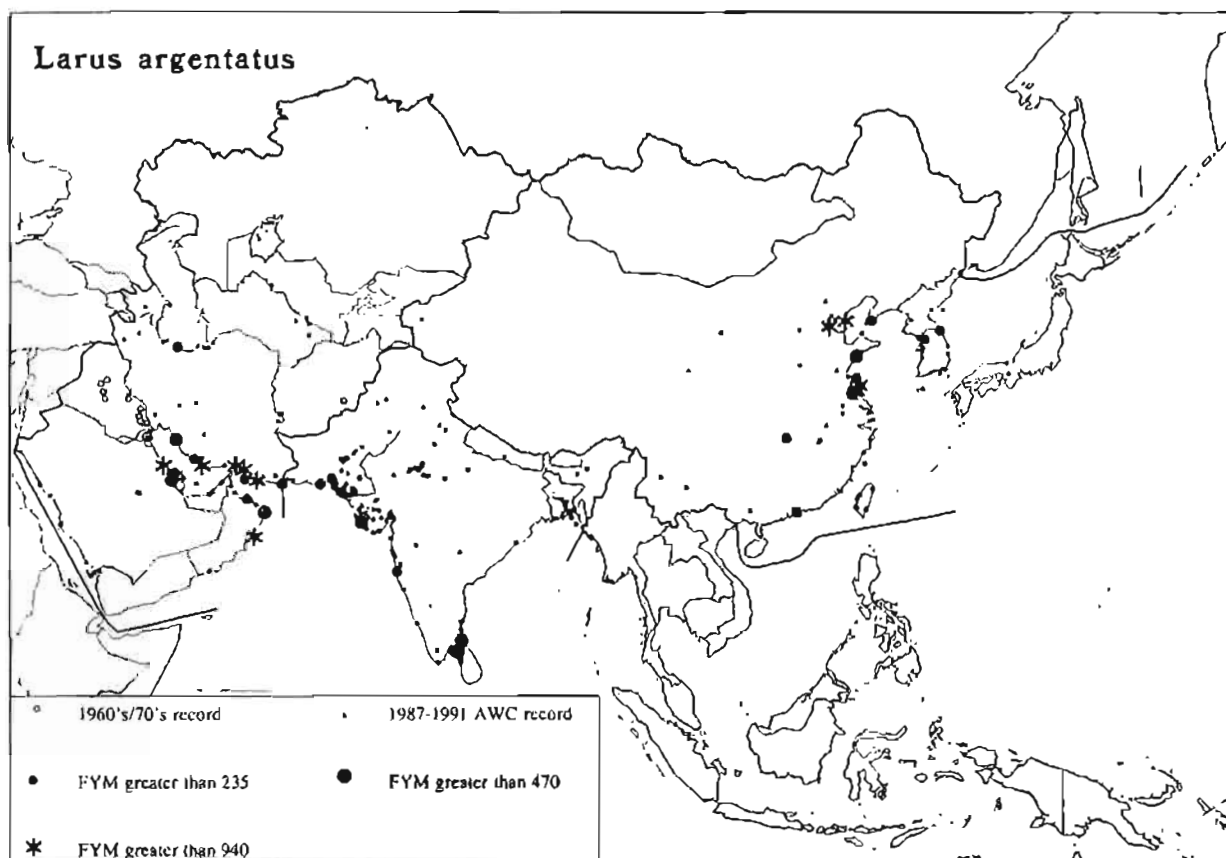 Larus argentatus
1960's/70's record
1987-1991 AWC record
FYM greater than 235
FYM greater than 470
FYM greater than 940